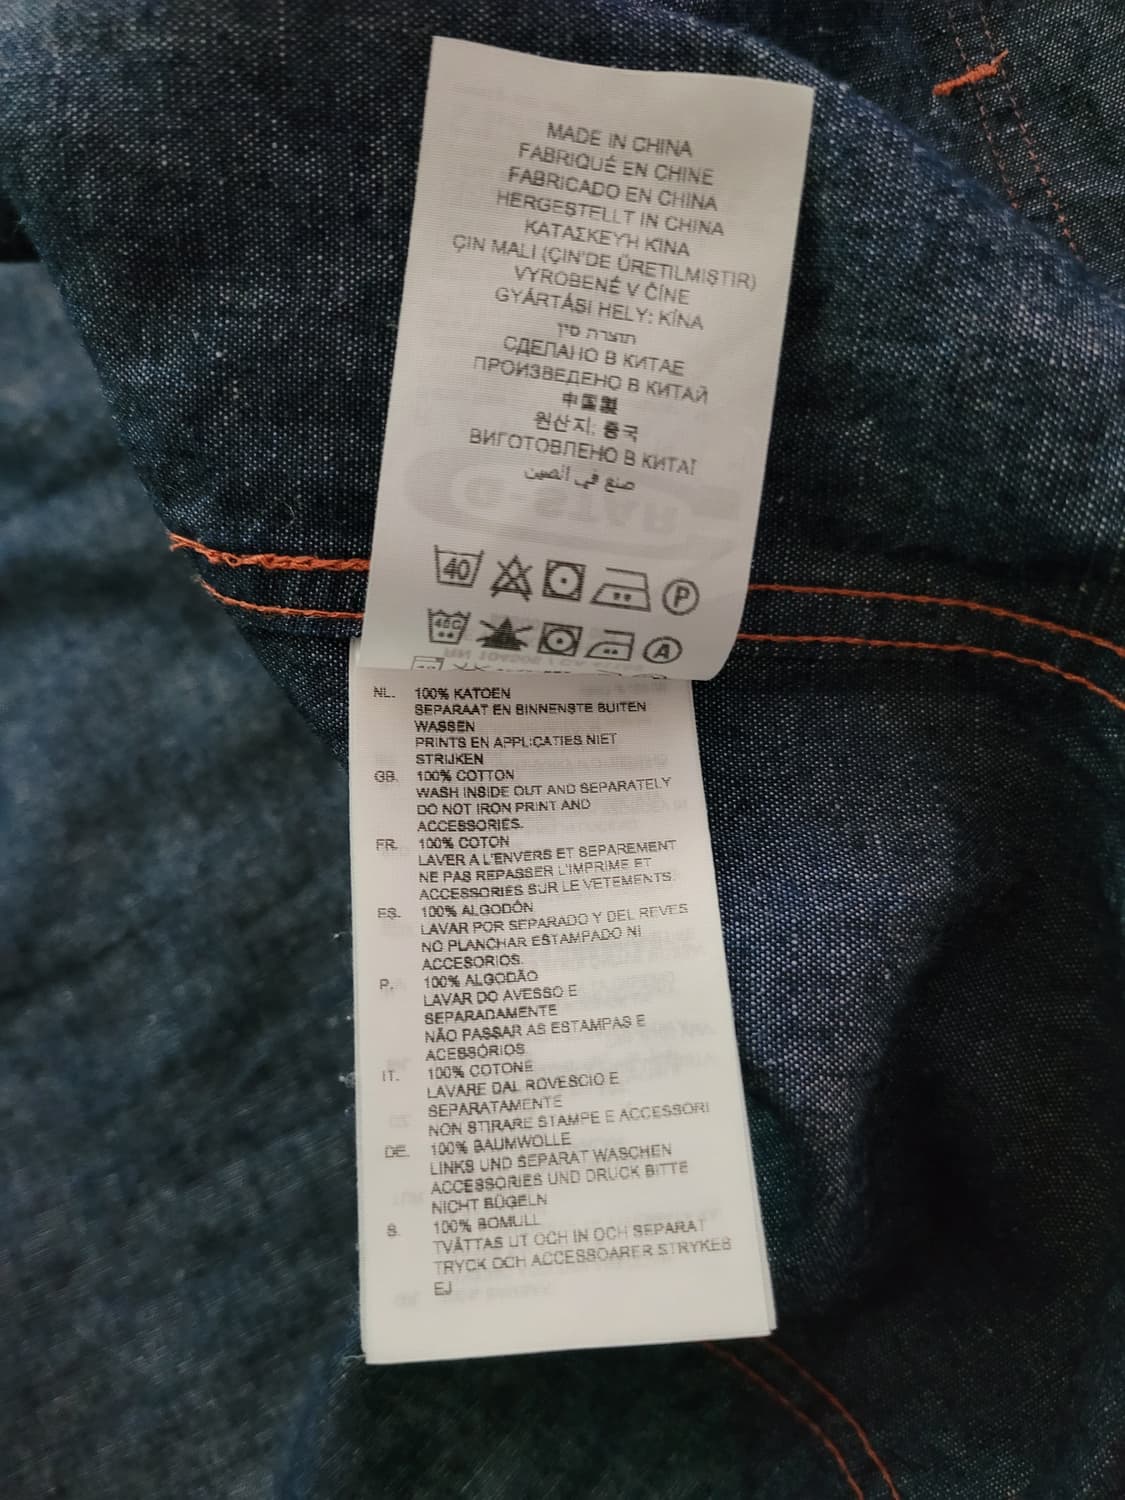 MADE IN CHINA
FABRIQUÉ EN CHINE
FABRICADO EN CHINA
HERGESTELLT IN CHINA
ΚΑΤΑΣΚΕΥΗ ΚΙΝΑ
ÇIN MALI (ÇIN'DE ÜRETILMIŞTIR)
VYROBENÉ V ČÍNE
GYÁRTÁSI HELY: KÍNA
תוצרת סין
СДЕЛАНО В КИТАЕ
ПРОИЗВЕДЕНО В КИТАЙ
中国製
원산지: 중국
ВИГОТОВЛЕНО В КИТАЇ
صنع في الصين
40
P
40C
A
NL. 100% KATOEN
SEPARAAT EN BINNENSTE BUITEN
WASSEN
PRINTS EN APPLICATIES NIET
STRIJKEN
GB. 100% COTTON
WASH INSIDE OUT AND SEPARATELY
DO NOT IRON PRINT AND
ACCESSORIES.
FR. 100% COTON
LAVER A L'ENVERS ET SEPAREMENT
NE PAS REPASSER L'IMPRIME ET
ACCESSORIES SUR LE VETEMENTS.
ES. 100% ALGODÓN
LAVAR POR SEPARADO Y DEL REVES
NO PLANCHAR ESTAMPADO NI
ACCESORIOS.
P. 100% ALGODÃO
LAVAR DO AVESSO E
SEPARADAMENTE
NÃO PASSAR AS ESTAMPAS E
ACESSÓRIOS
IT. 100% COTONE
LAVARE DAL ROVESCIO E
SEPARATAMENTE
NON STIRARE STAMPE E ACCESSORI
DE. 100% BAUMWOLLE
LINKS UND SEPARAT WASCHEN
ACCESSORIES UND DRUCK BITTE
NICHT BÜGELN
S. 100% BOMULL
TVÄTTAS UT OCH IN OCH SEPARAT
TRYCK OCH ACCESSOARER STRYKES
EJ